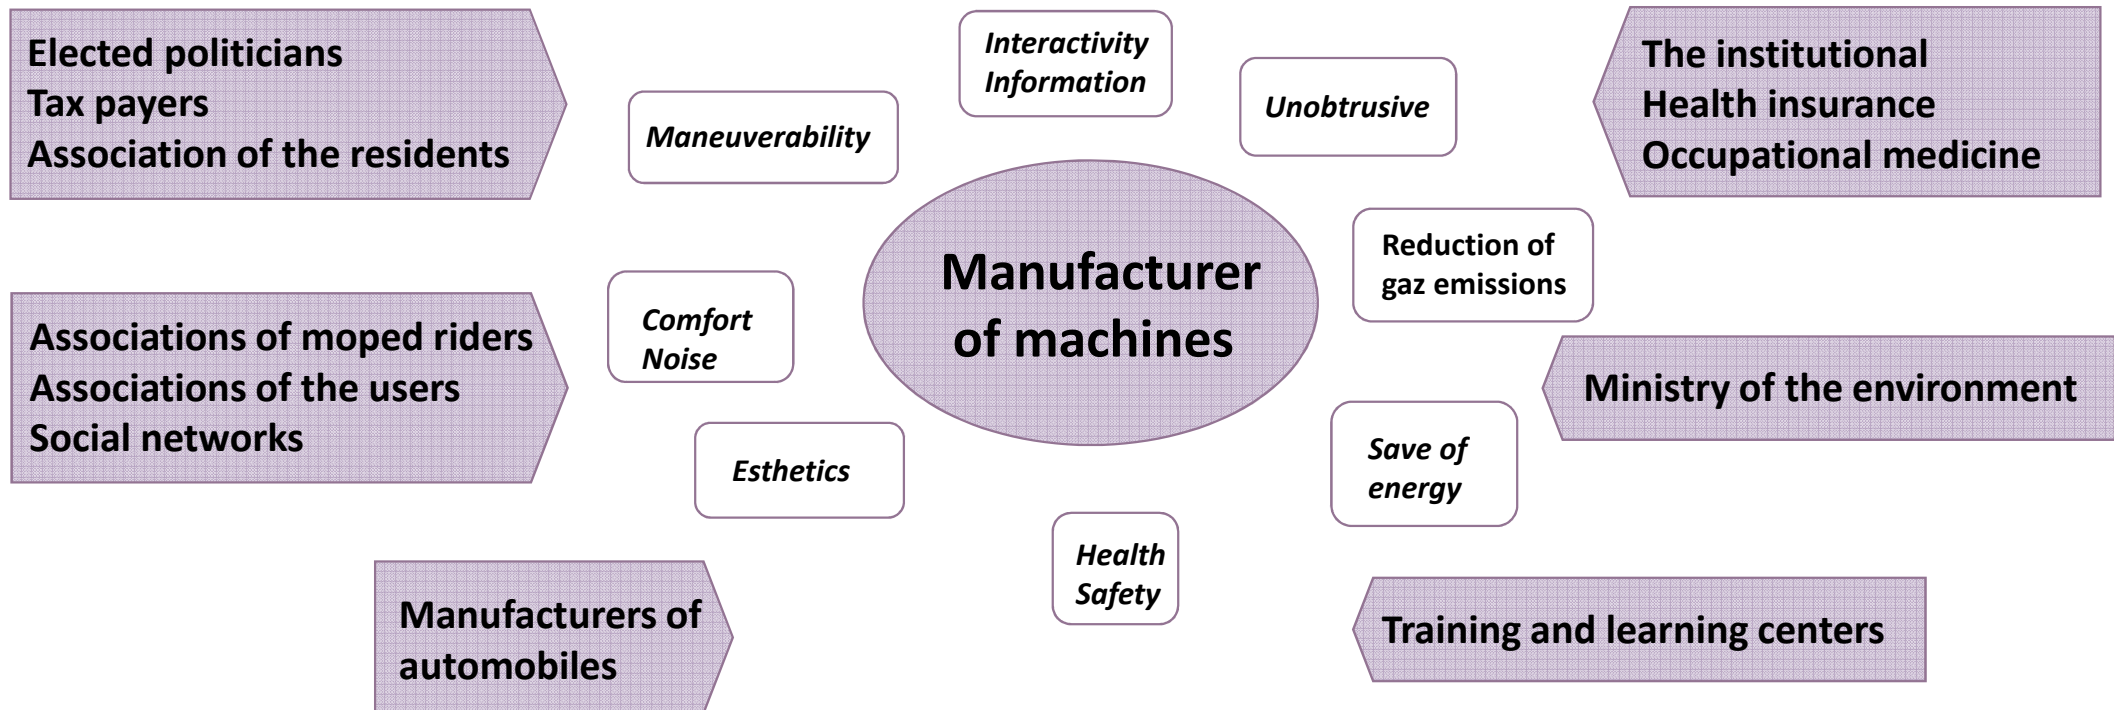 Elected politicians
Tax payers
Association of the residents
Interactivity
Information
Maneuverability
Unobtrusive
The institutional
Health insurance
Occupational medicine
Manufacturer
of machines
Reduction of
gaz emissions
Comfort
Noise
Associations of moped riders
Associations of the users
Social networks
Ministry of the environment
Esthetics
Save of
energy
Health
Safety
Manufacturers of
automobiles
Training and learning centers